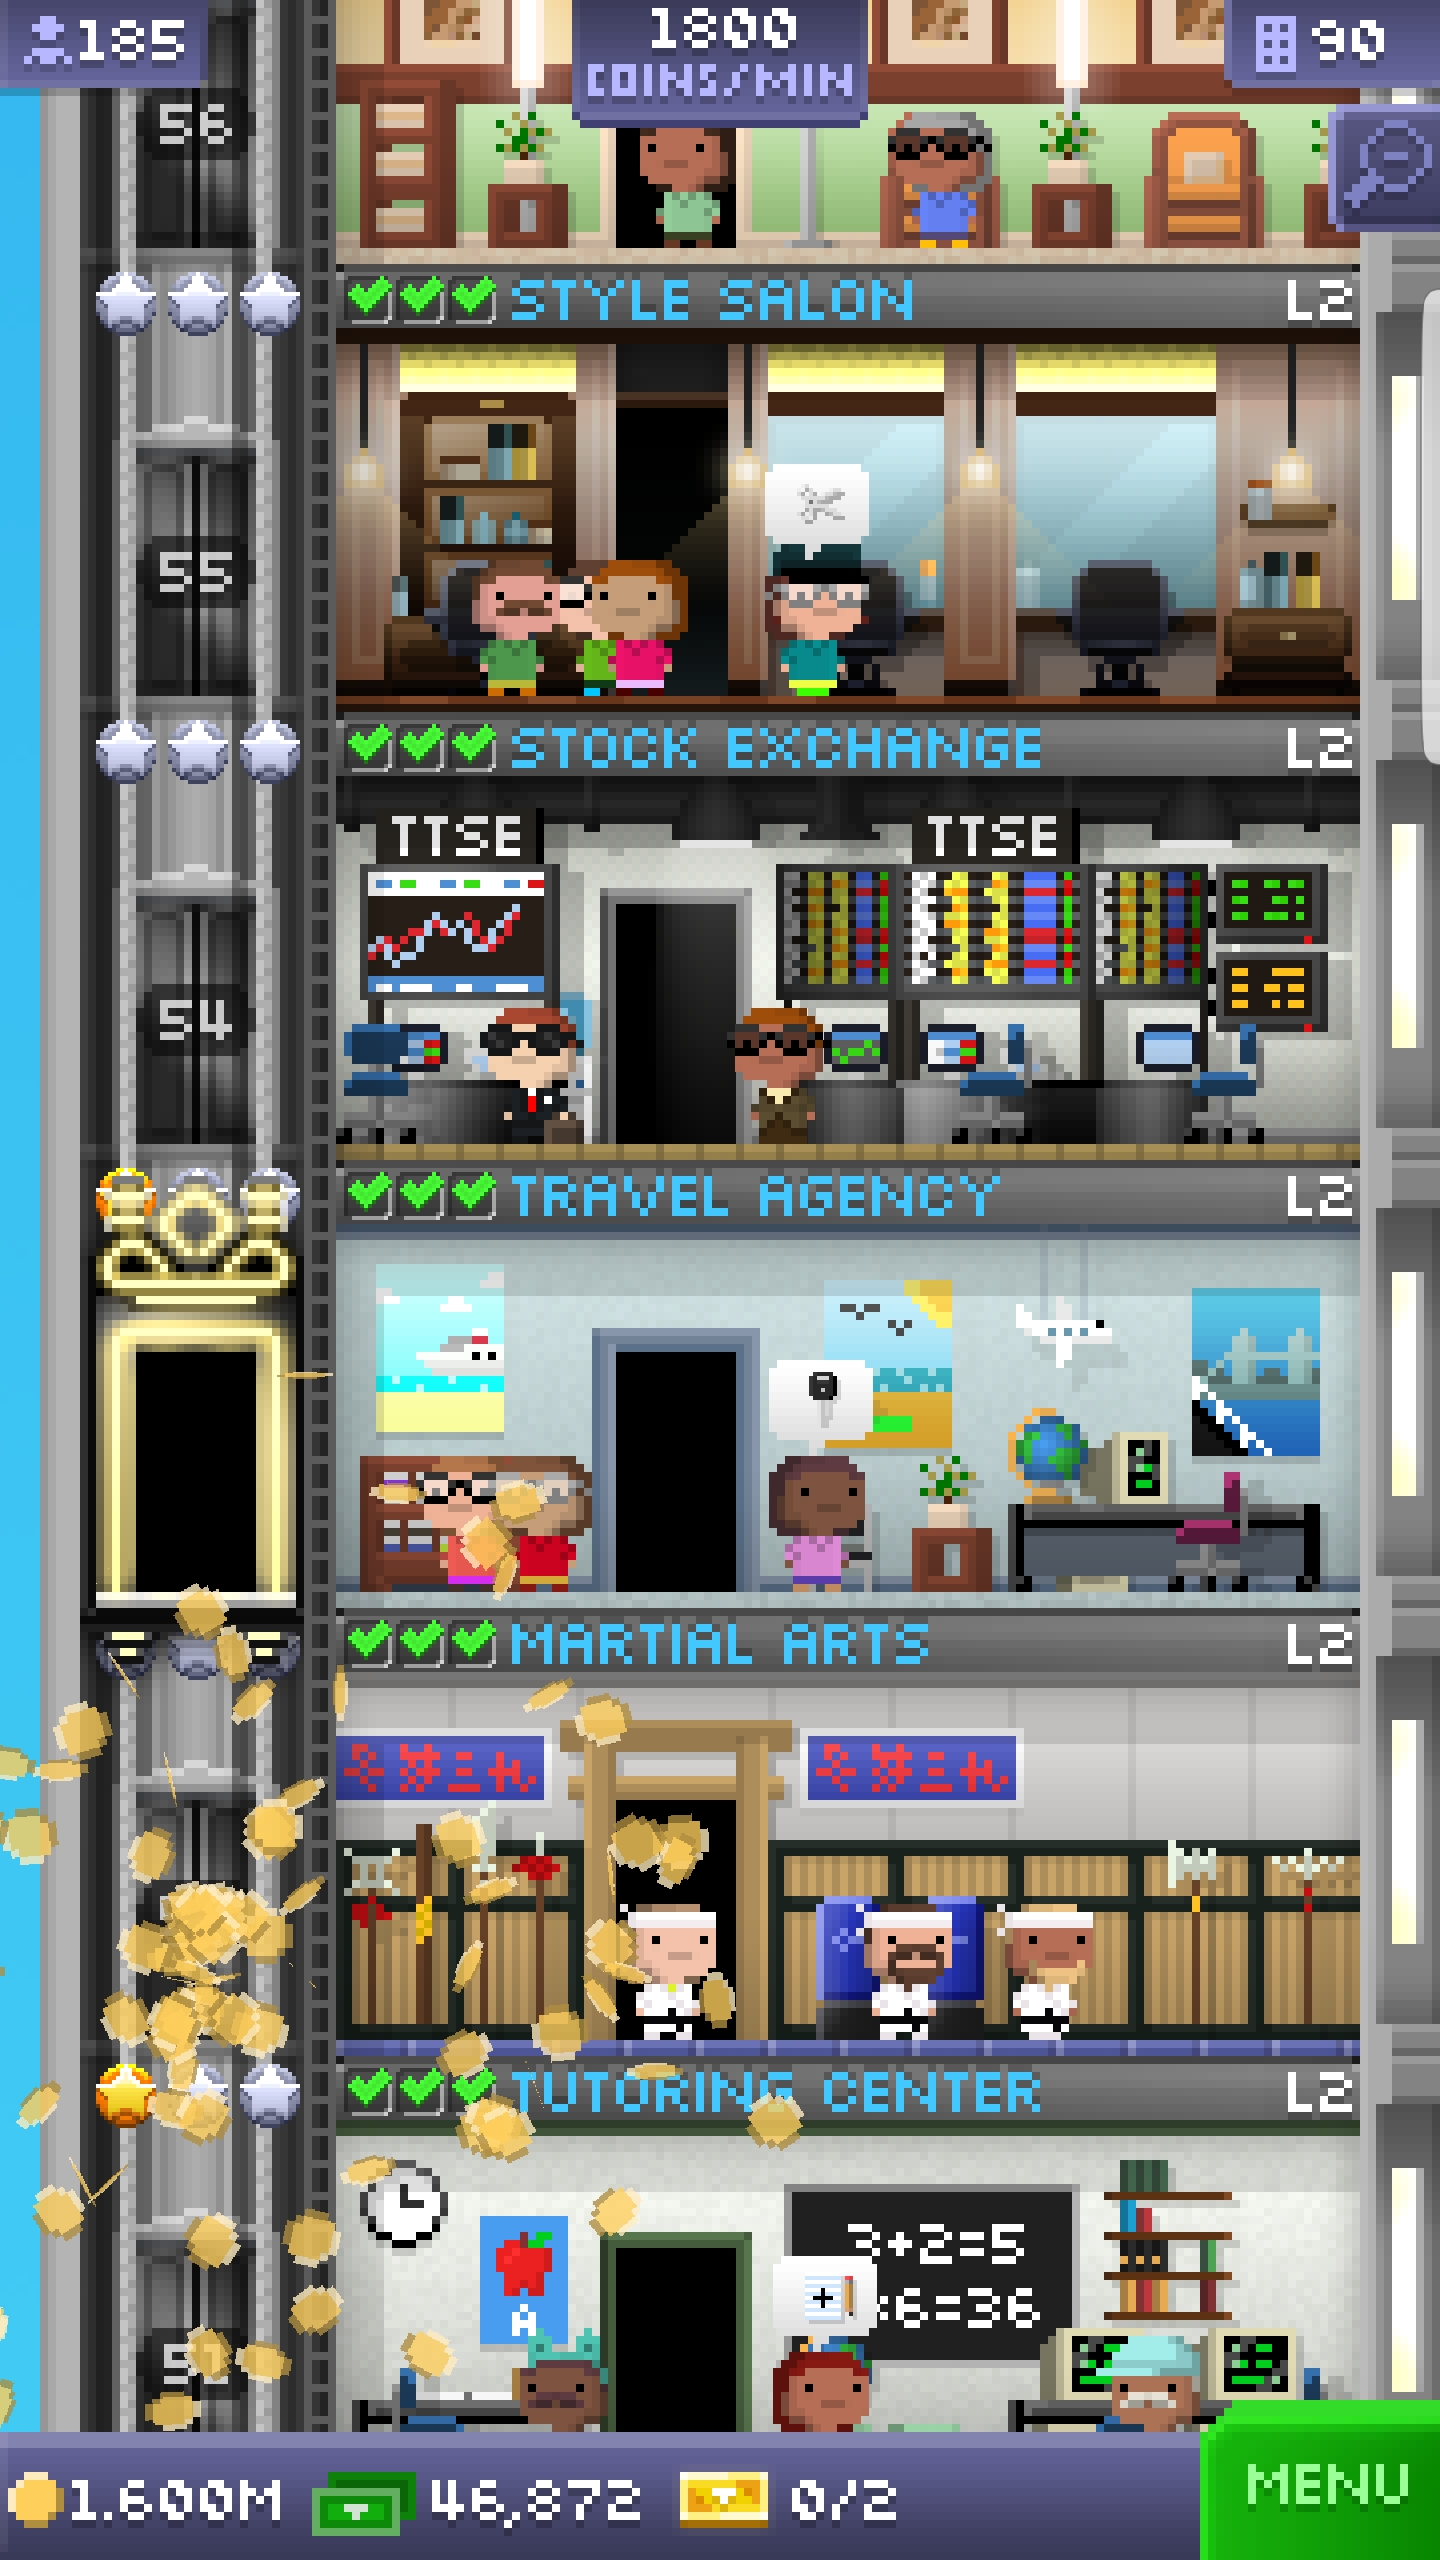 185
1800
COINS/MIN
90
56
STYLE SALON L2
55
STOCK EXCHANGE L2
TTSE
TTSE
54
TRAVEL AGENCY L2
MARTIAL ARTS L2
TUTORING CENTER L2
3+2=5
6=36
A
51
1.600M
46,872
0/2
MENU